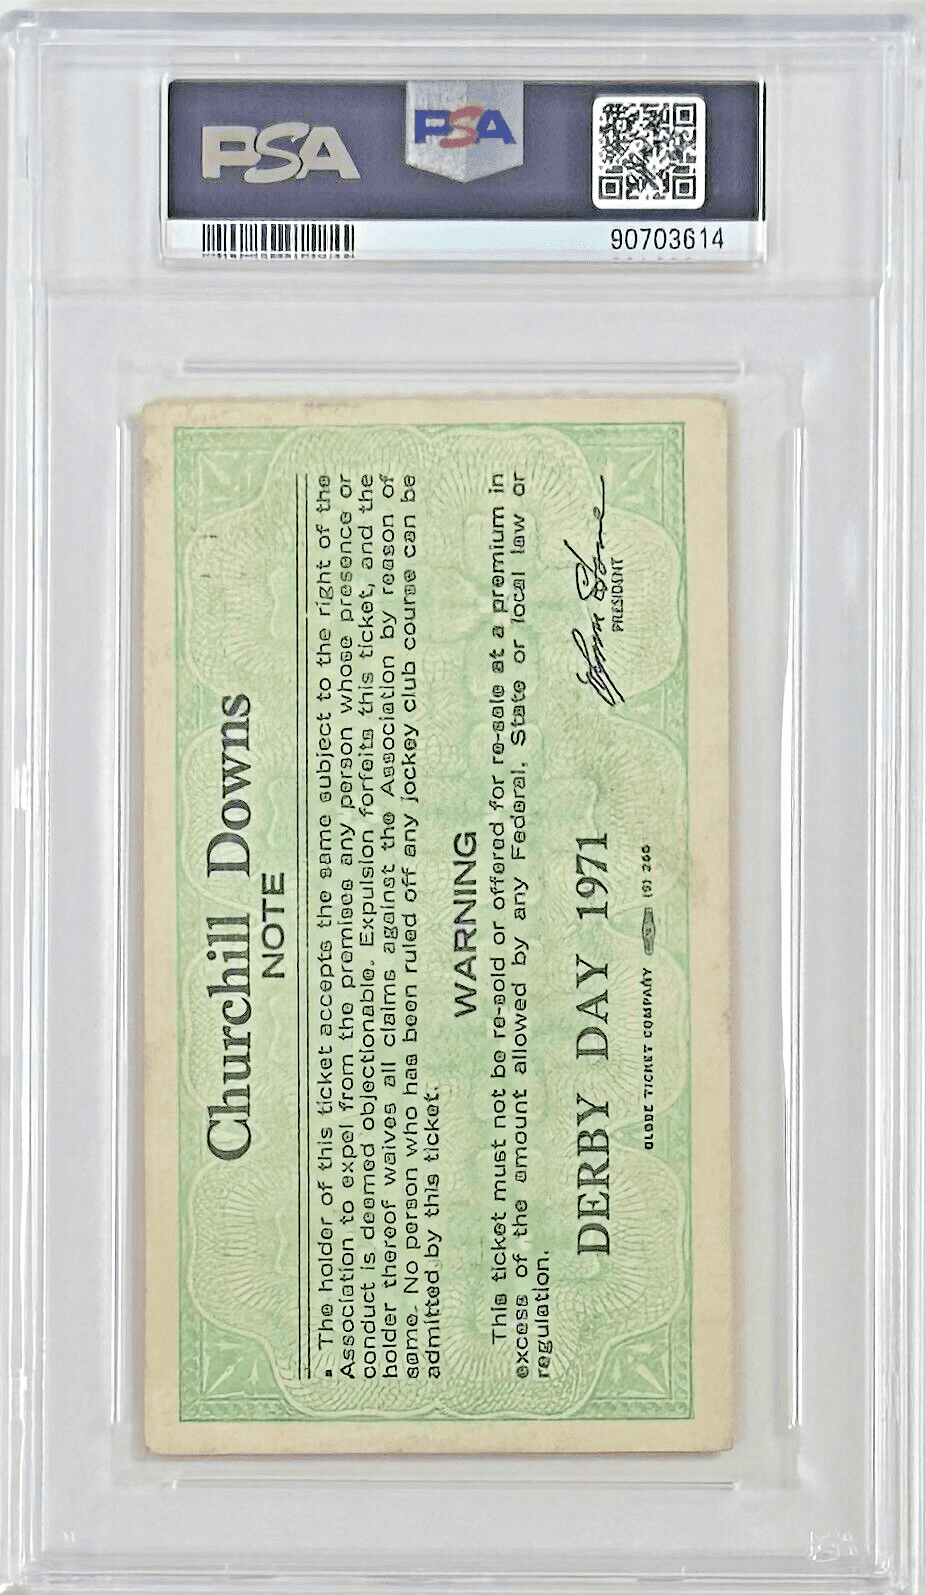 PSA
PSA
90703614
Churchill Downs
NOTE
The holder of this ticket accepts the same subject to the right of the
Association to expel from the premises any person whose presence or
conduct is deemed objectionable. Expulsion forfeits this ticket, and the
holder thereof waives all claims against the Association by reason of
same. No person who has been ruled off any jockey club course can be
admitted by this ticket.
WARNING
This ticket must not be re-sold or offered for re-sale at a premium in
excess of the amount allowed by any Federal, State or local law or
regulation.
DERBY DAY 1971
Lynn Stone
PRESIDENT
GLOBE TICKET COMPANY